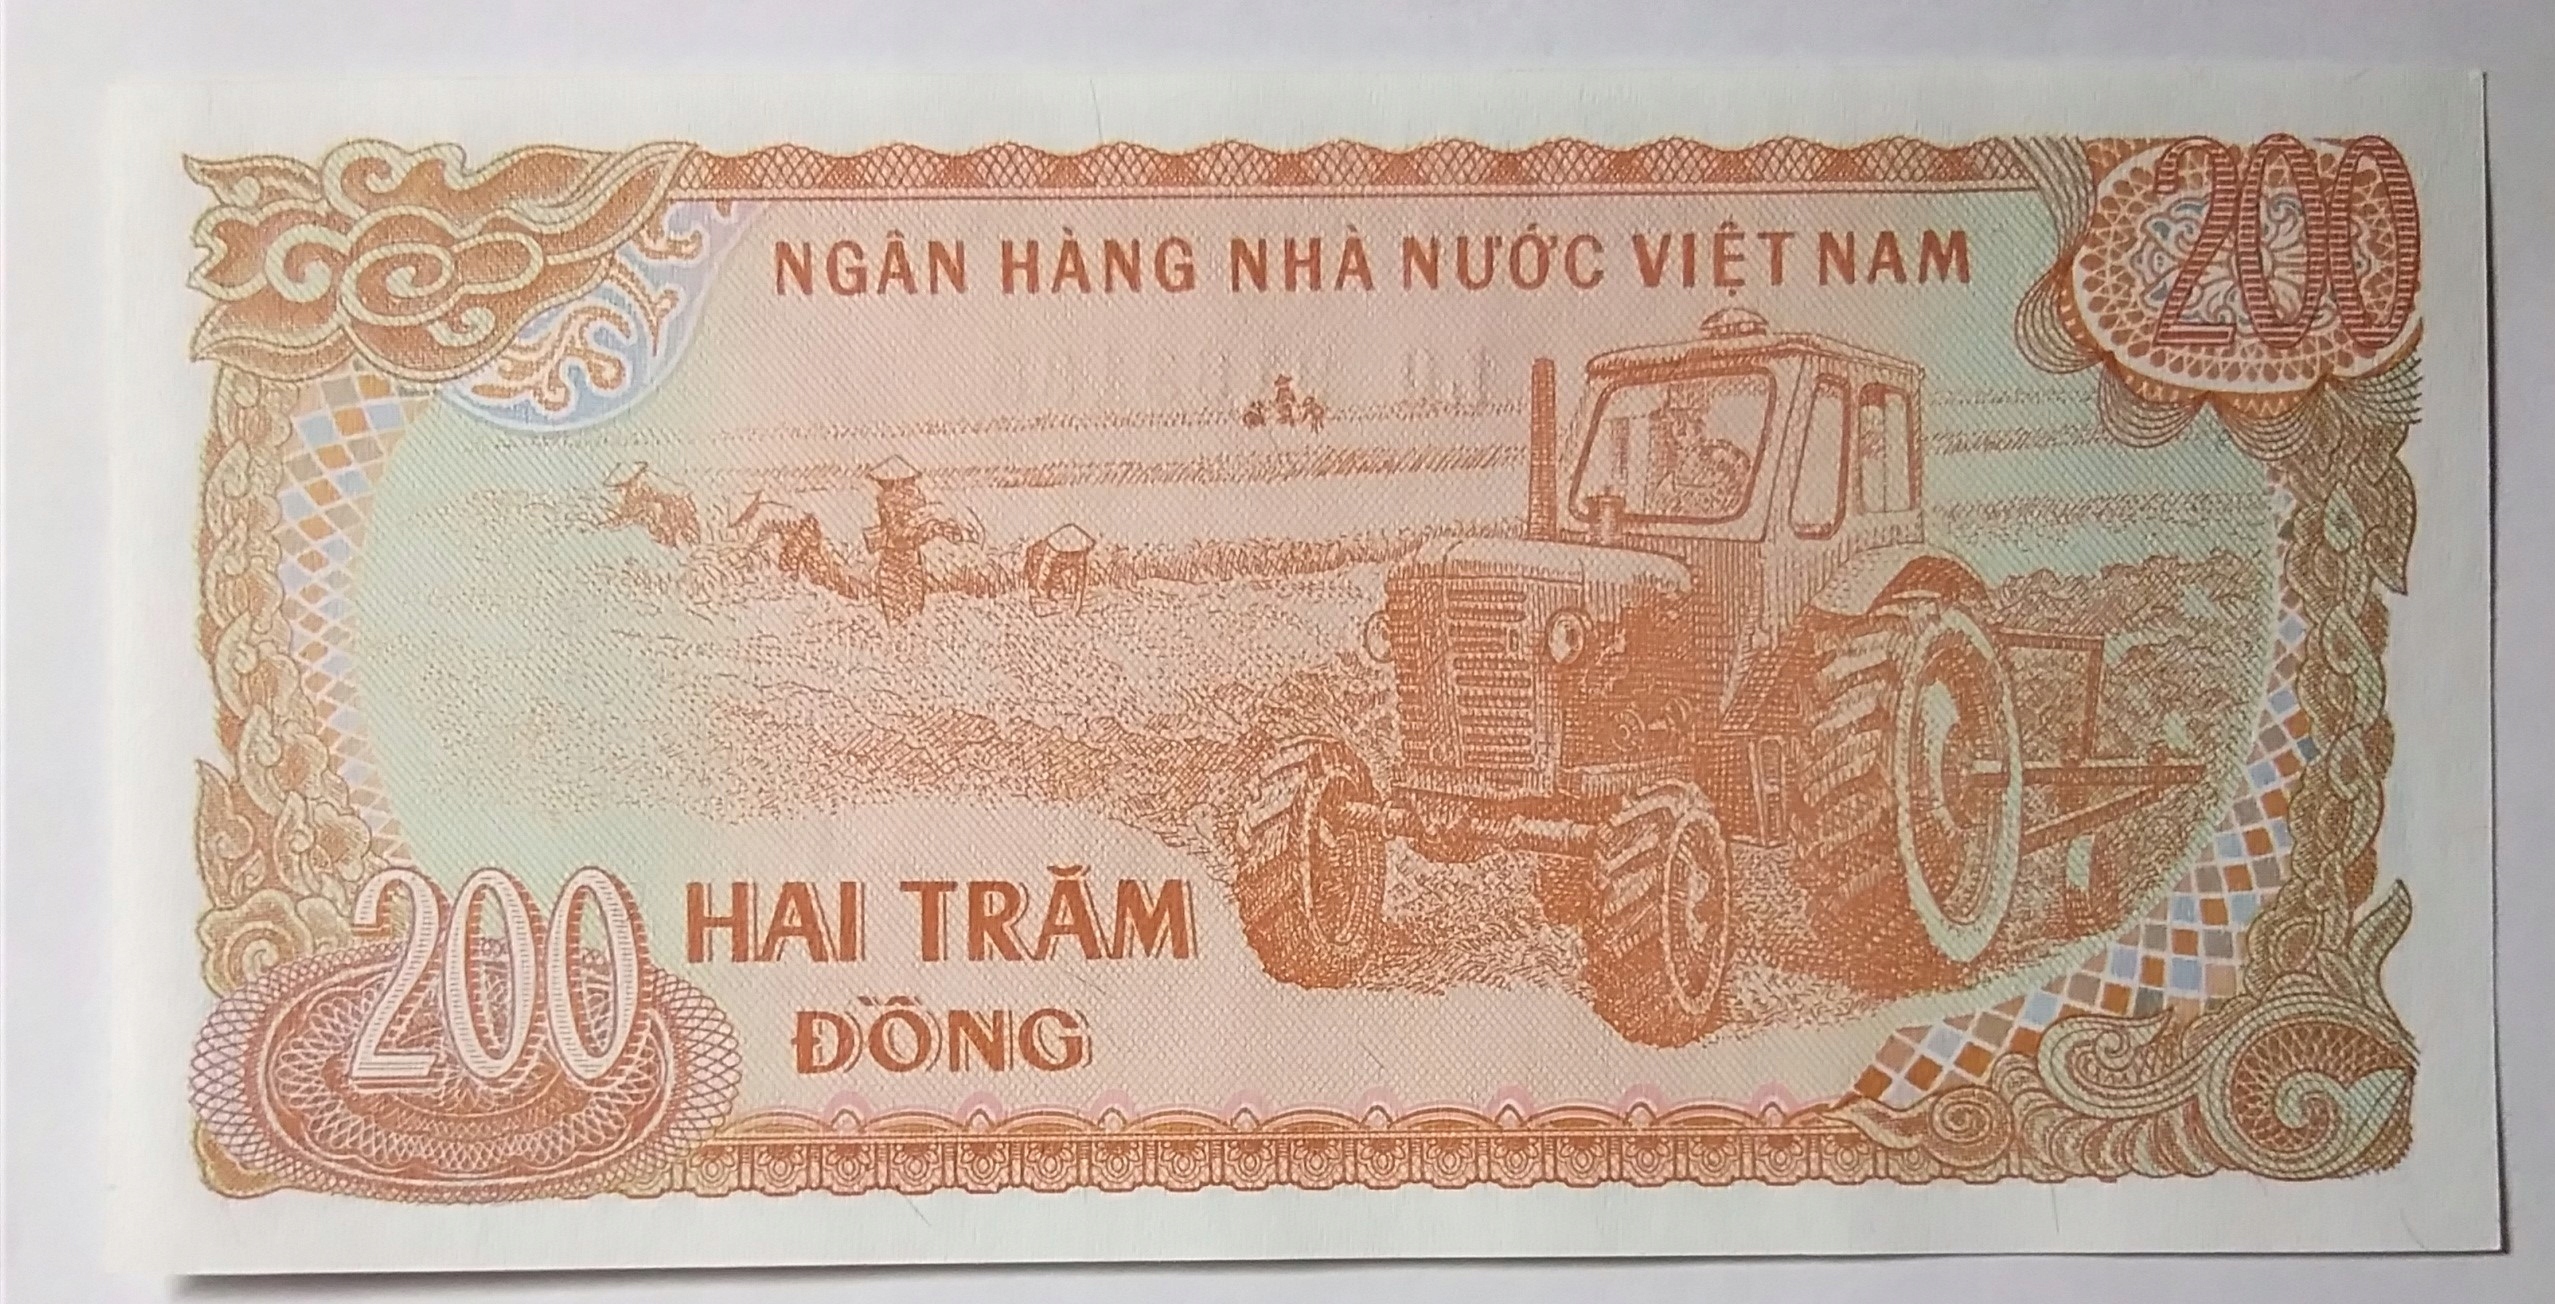 200
NGÂN HÀNG NHÀ NƯỚC VIỆT NAM
200
HAI TRĂM
ĐỒNG